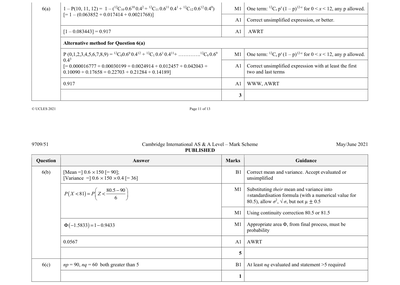 6(a) 1 – P(10, 11, 12) = 1 – (¹²C₁₀ 0.6¹⁰ 0.4² + ¹²C₁₁ 0.6¹¹ 0.4¹ + ¹²C₁₂ 0.6¹² 0.4⁰) M1 One term: ¹²Cₓ pˣ (1 – p)¹²⁻ˣ for 0 < x < 12, any p allowed.
[= 1 – (0.063852 + 0.017414 + 0.0021768)] A1 Correct unsimplified expression, or better.
[1 – 0.083443] = 0.917 A1 AWRT
Alternative method for Question 6(a)
P (0,1,2,3,4,5,6,7,8,9) = ¹²C₀ 0.6⁰ 0.4¹² + ¹²C₁ 0.6¹ 0.4¹¹ + ................ ¹²C₉ 0.6⁹ M1 One term: ¹²Cₓ pˣ (1 – p)¹²⁻ˣ for 0 < x < 12, any p allowed.
0.4³
[= 0.000016777 + 0.00030199 + 0.0024914 + 0.012457 + 0.042043 + A1 Correct unsimplified expression with at least the first
0.10090 + 0.17658 + 0.22703 + 0.21284 + 0.14189] two and last terms
0.917 A1 WWW, AWRT
3
© UCLES 2021 Page 11 of 13
9709/51 Cambridge International AS & A Level – Mark Scheme May/June 2021
PUBLISHED
Question Answer Marks Guidance
6(b) [Mean =] 0.6 × 150 [= 90]; B1 Correct mean and variance. Accept evaluated or
[Variance =] 0.6 × 150 × 0.4 [= 36] unsimplified
P(X < 81) = P(Z < (80.5 – 90) / 6) M1 Substituting their mean and variance into
±standardisation formula (with a numerical value for
80.5), allow σ², √σ, but not μ ± 0.5
M1 Using continuity correction 80.5 or 81.5
Φ(–1.5833) = 1 – 0.9433 M1 Appropriate area Φ, from final process, must be
probability
0.0567 A1 AWRT
5
6(c) np = 90, nq = 60 both greater than 5 B1 At least nq evaluated and statement >5 required
1